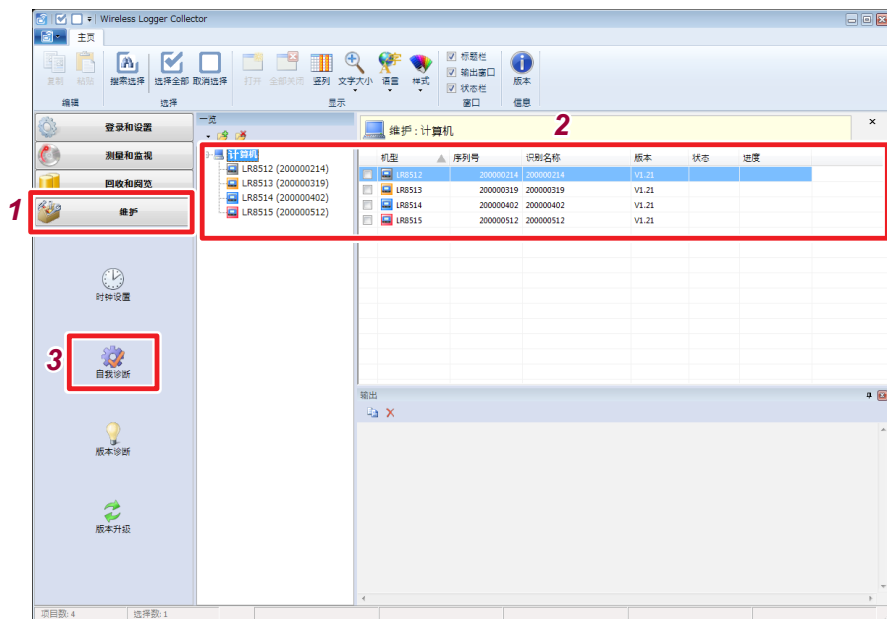 Wireless Logger Collector
主页
复制 粘贴 搜索选择 选择全部 取消选择 打开 全部关闭 竖列 文字大小 语言 样式 标题栏 输出窗口 状态栏 版本
编辑 选择 显示 窗口 信息
登录和设置
测量和监视
回收和阅览
1 维护
时钟设置
3 自我诊断
版本诊断
版本升级
一览
计算机
LR8512 (200000214)
LR8513 (200000319)
LR8514 (200000402)
LR8515 (200000512)
维护 : 计算机 2
机型 序列号 识别名称 版本 状态 进度
LR8512 200000214 200000214 V1.21
LR8513 200000319 200000319 V1.21
LR8514 200000402 200000402 V1.21
LR8515 200000512 200000512 V1.21
输出
项目数: 4 选择数: 1